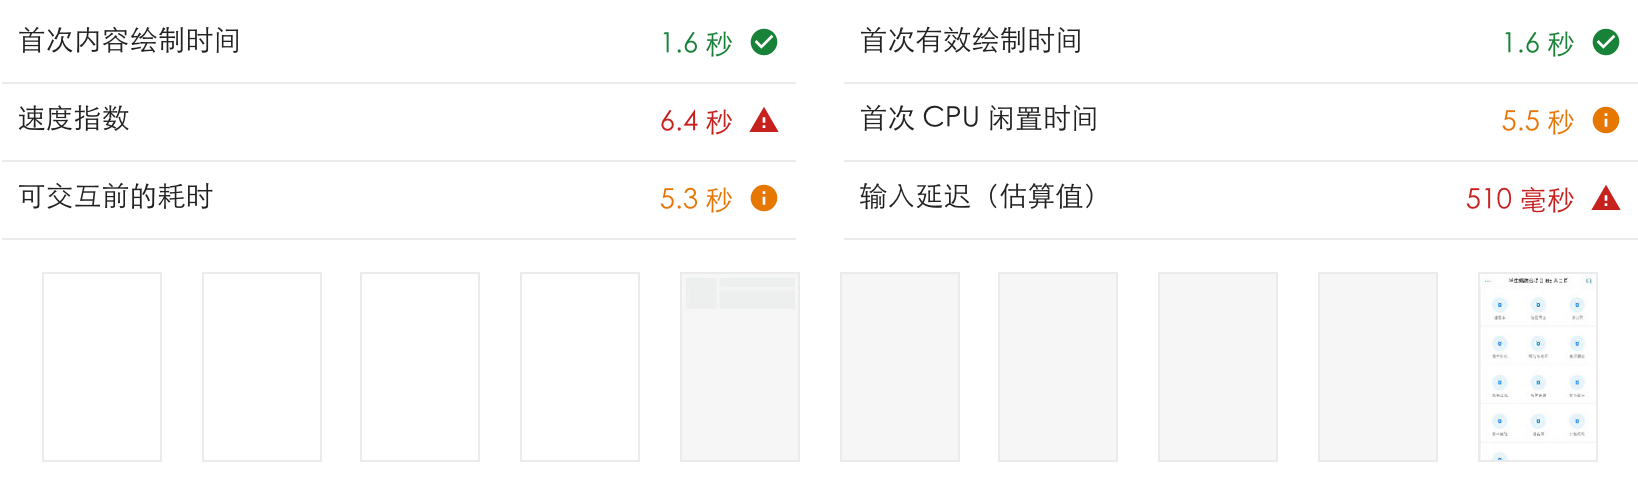 首次内容绘制时间 1.6 秒
首次有效绘制时间 1.6 秒
速度指数 6.4 秒
首次 CPU 闲置时间 5.5 秒
可交互前的耗时 5.3 秒
输入延迟（估算值） 510 毫秒